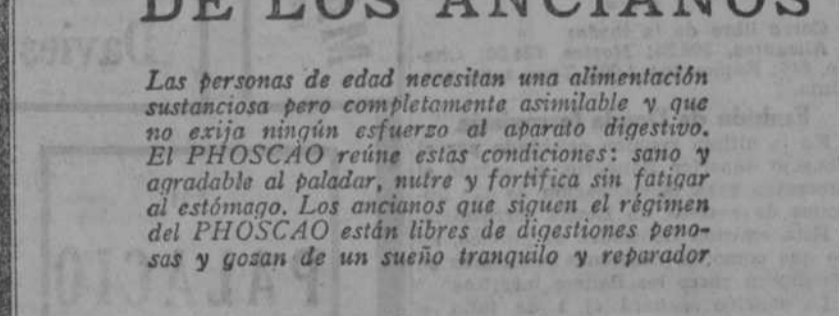 DE LOS ANCIANOS
Las personas de edad necesitan una alimentación
sustanciosa pero completamente asimilable y que
no exija ningún esfuerzo al aparato digestivo.
El PHOSCAO reúne estas condiciones: sano y
agradable al paladar, nutre y fortifica sin fatigar
al estómago. Los ancianos que siguen el régimen
del PHOSCAO están libres de digestiones peno-
sas y gosan de un sueño tranquilo y reparador